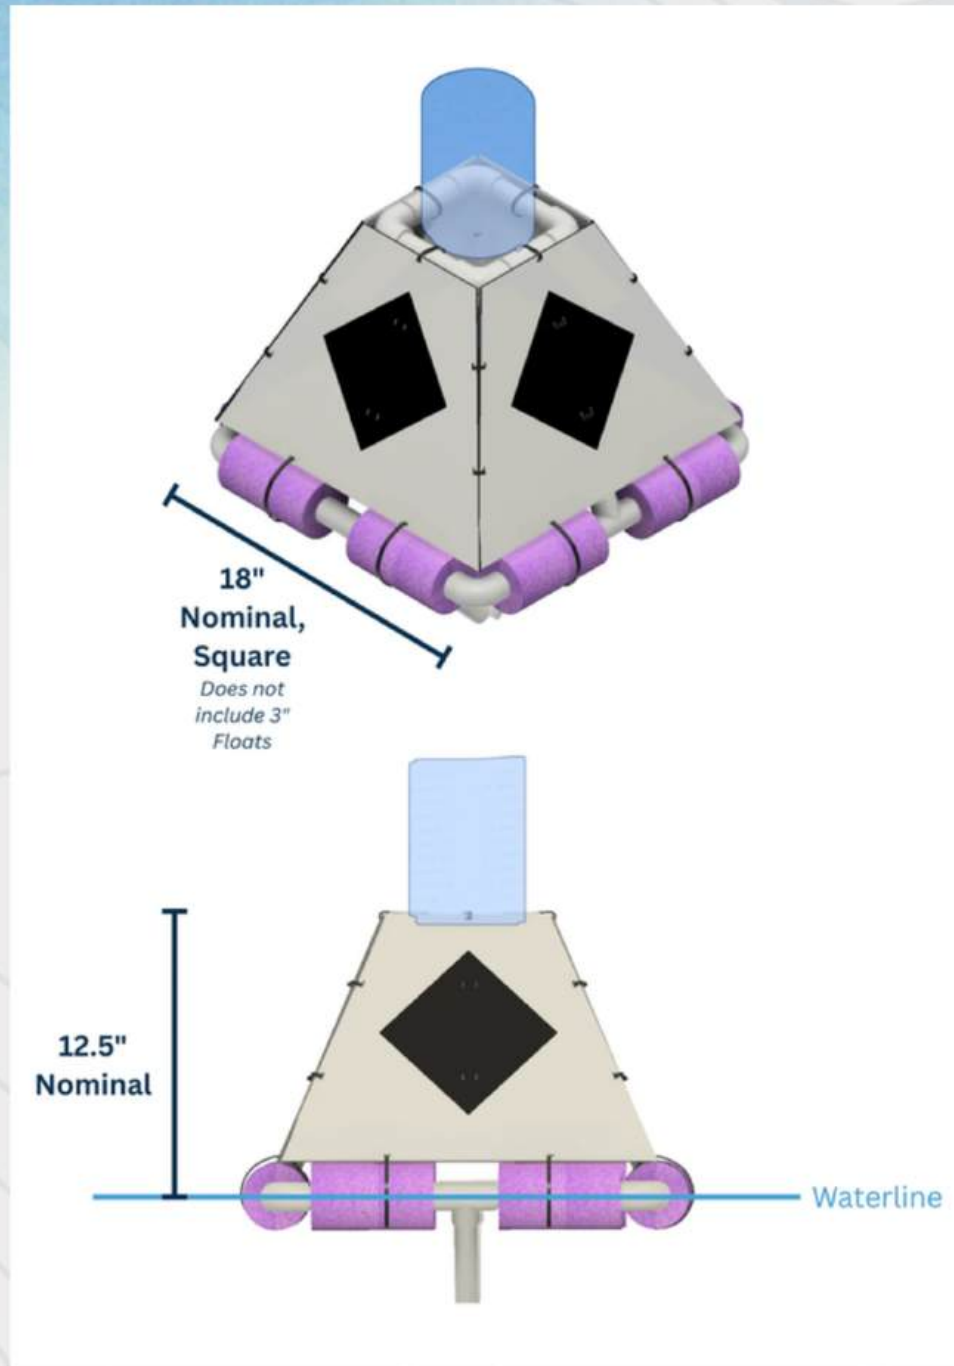 18"
Nominal,
Square
Does not
include 3"
Floats
12.5"
Nominal
Waterline